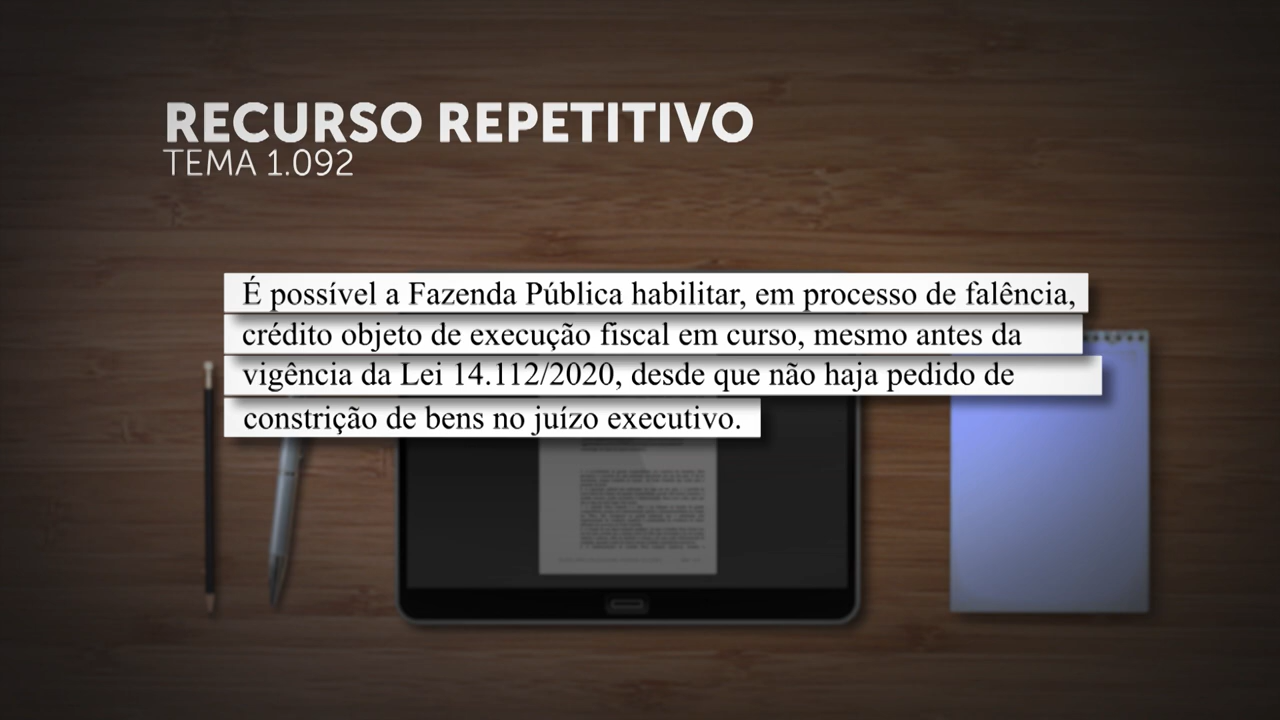 RECURSO REPETITIVO
TEMA 1.092
É possível a Fazenda Pública habilitar, em processo de falência,
crédito objeto de execução fiscal em curso, mesmo antes da
vigência da Lei 14.112/2020, desde que não haja pedido de
constrição de bens no juízo executivo.